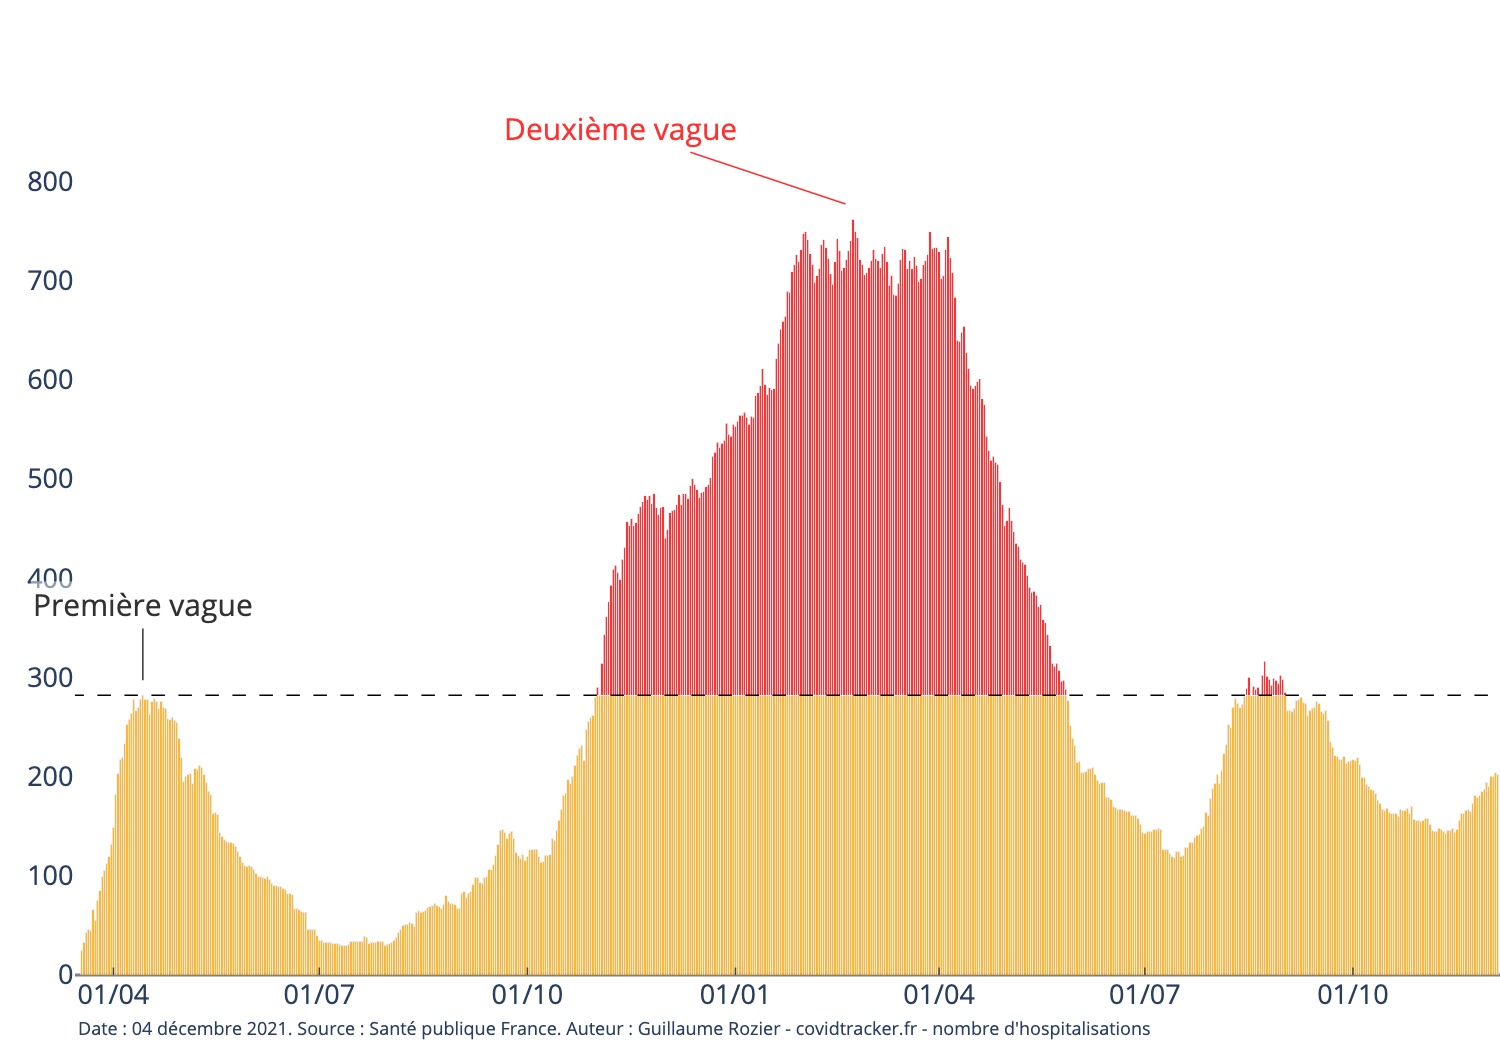 Deuxième vague
800
700
600
500
400
Première vague
300
200
100
0
01/04 01/07 01/10 01/01 01/04 01/07 01/10
Date : 04 décembre 2021. Source : Santé publique France. Auteur : Guillaume Rozier - covidtracker.fr - nombre d'hospitalisations